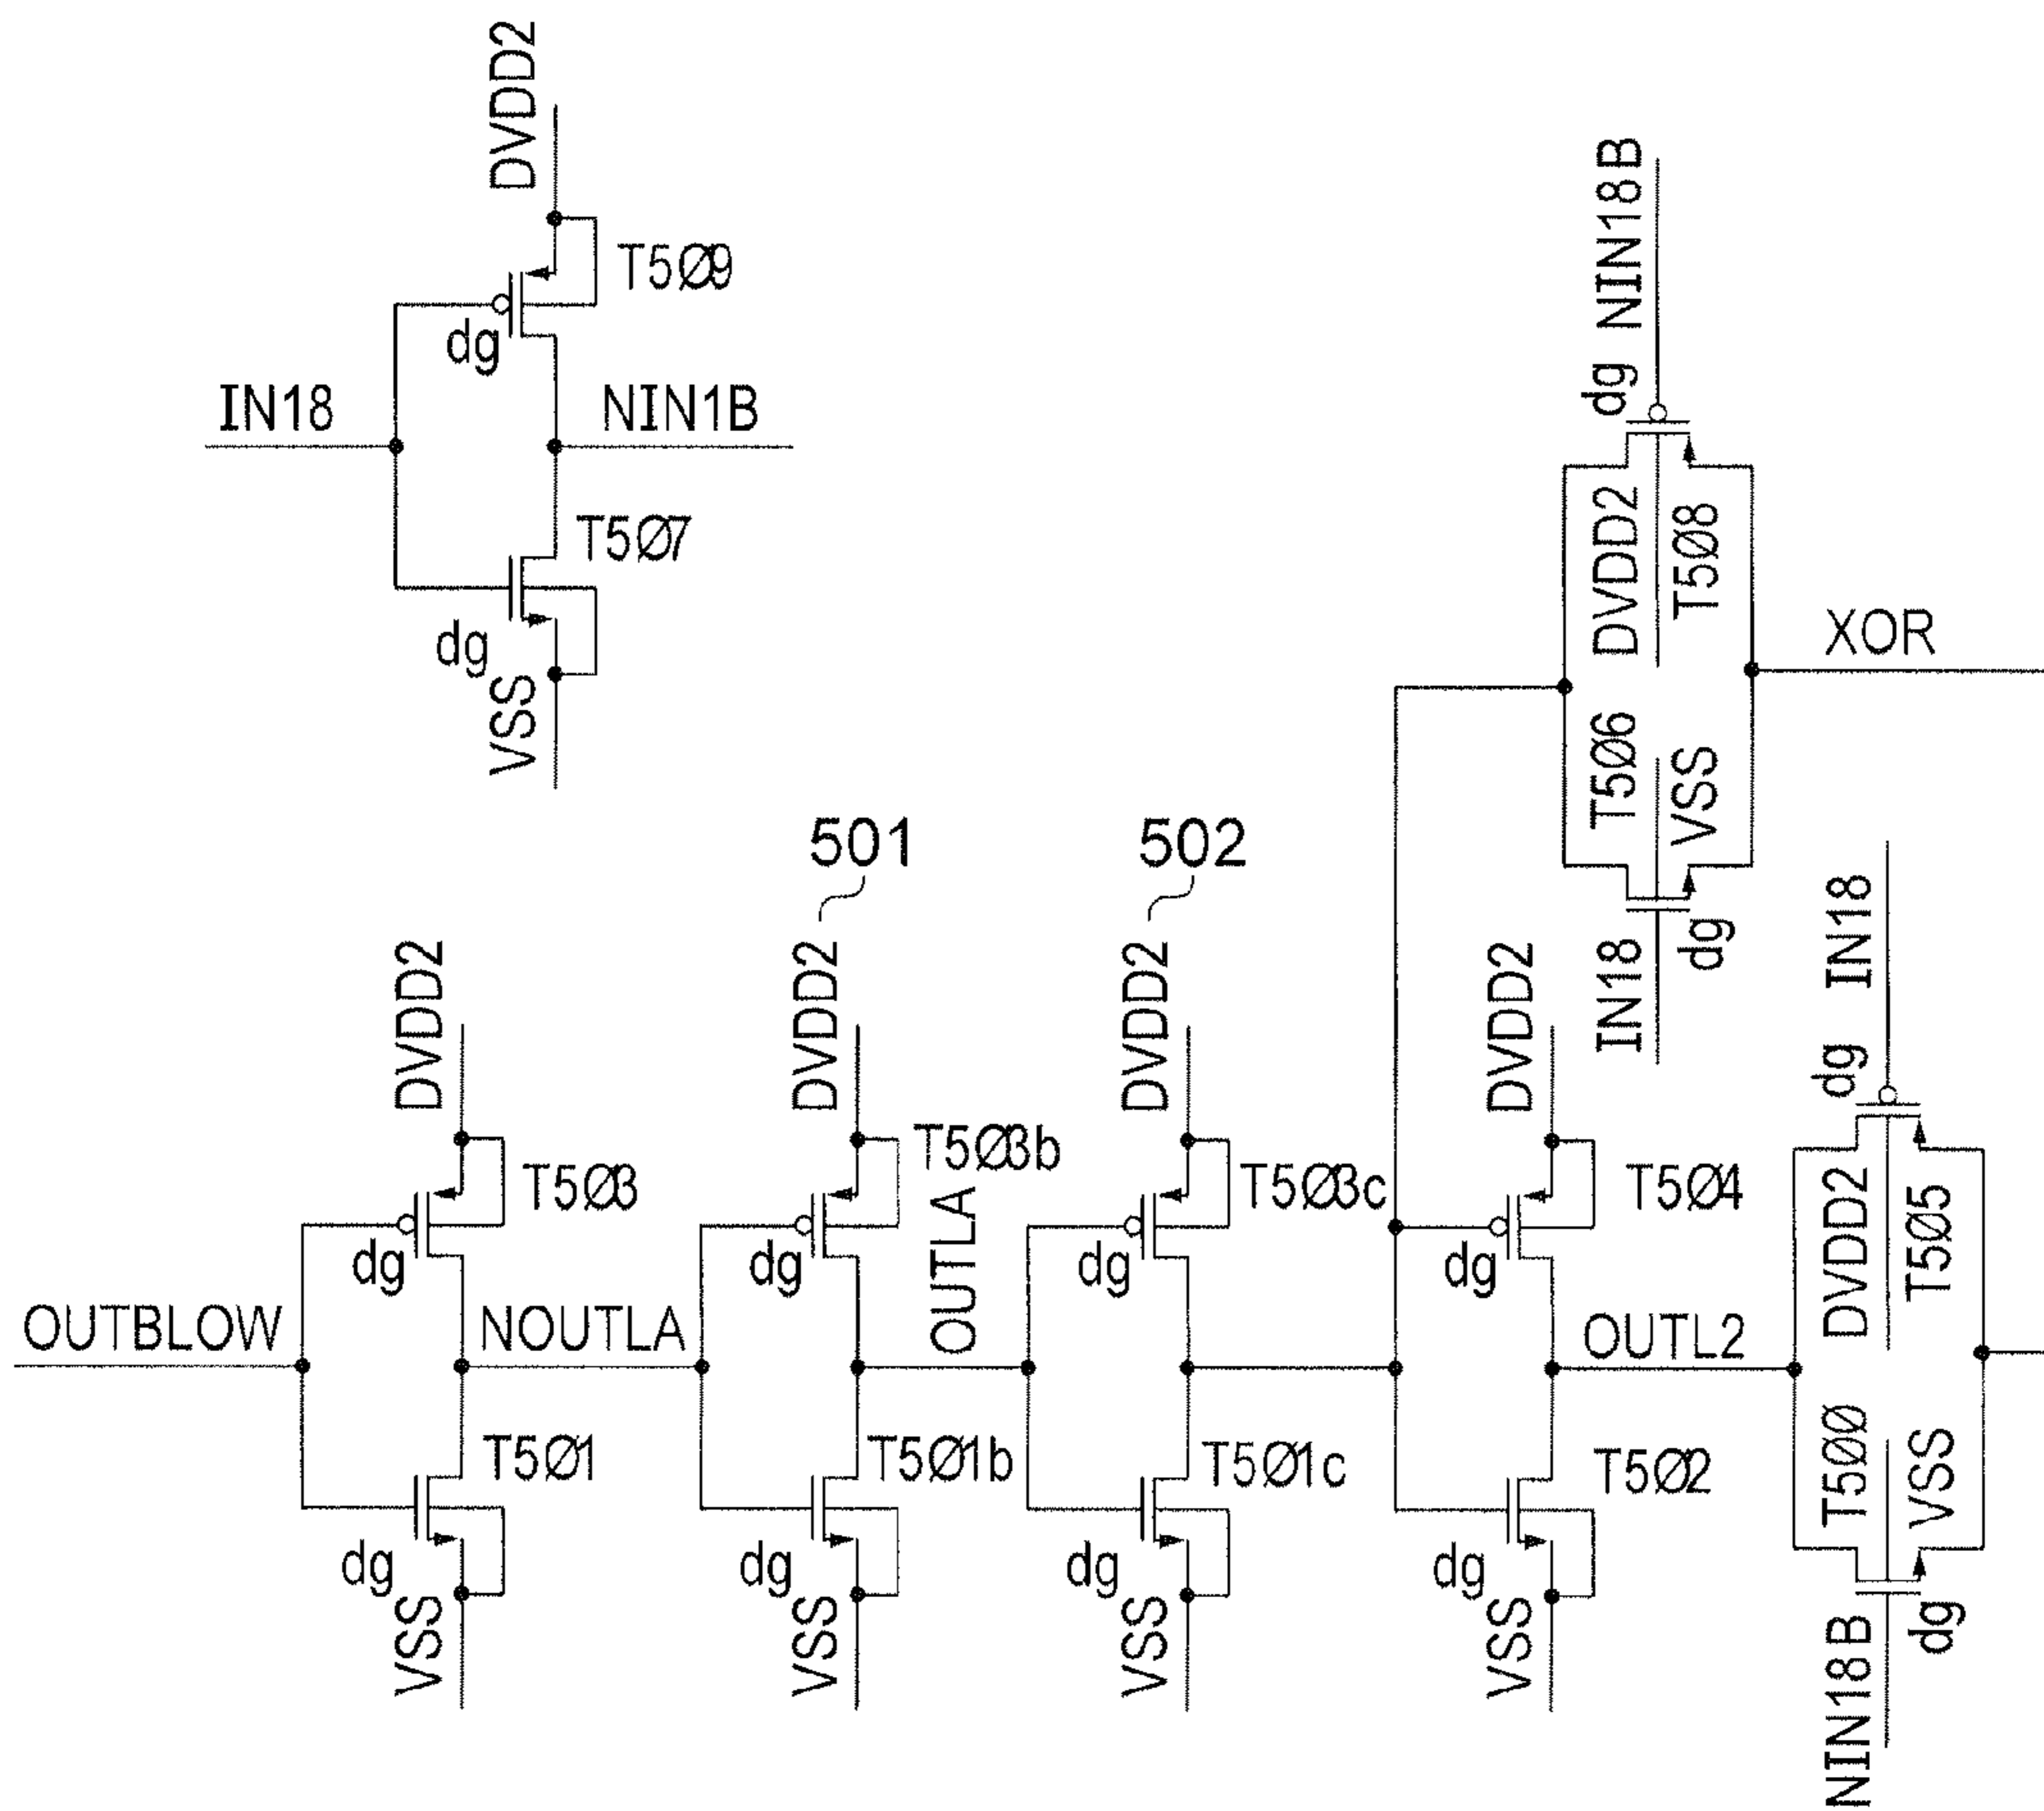 DVDD2
T5Ø9
dg
IN18
NIN1B
T5Ø7
dg
VSS
dg NIN18B
DVDD2
T5Ø8
XOR
T5Ø6
VSS
IN18
dg
501
502
DVDD2
T5Ø3
dg
OUTBLOW
NOUTLA
T5Ø1
dg
VSS
DVDD2
T5Ø3b
dg
OUTLA
T5Ø1b
dg
VSS
DVDD2
T5Ø3c
dg
T5Ø1c
dg
VSS
DVDD2
T5Ø4
dg
OUTL2
T5Ø2
dg
VSS
dg IN18
DVDD2
T5Ø5
T5ØØ
VSS
NIN18B
dg